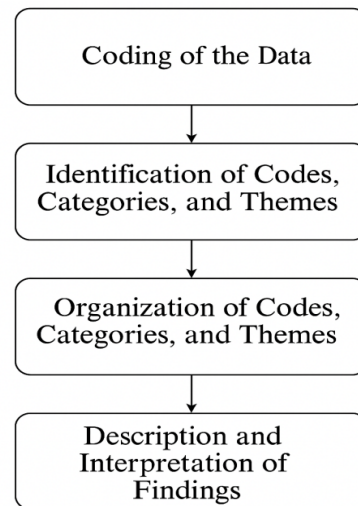 Coding of the Data
Identification of Codes,
Categories, and Themes
Organization of Codes,
Categories, and Themes
Description and
Interpretation of
Findings